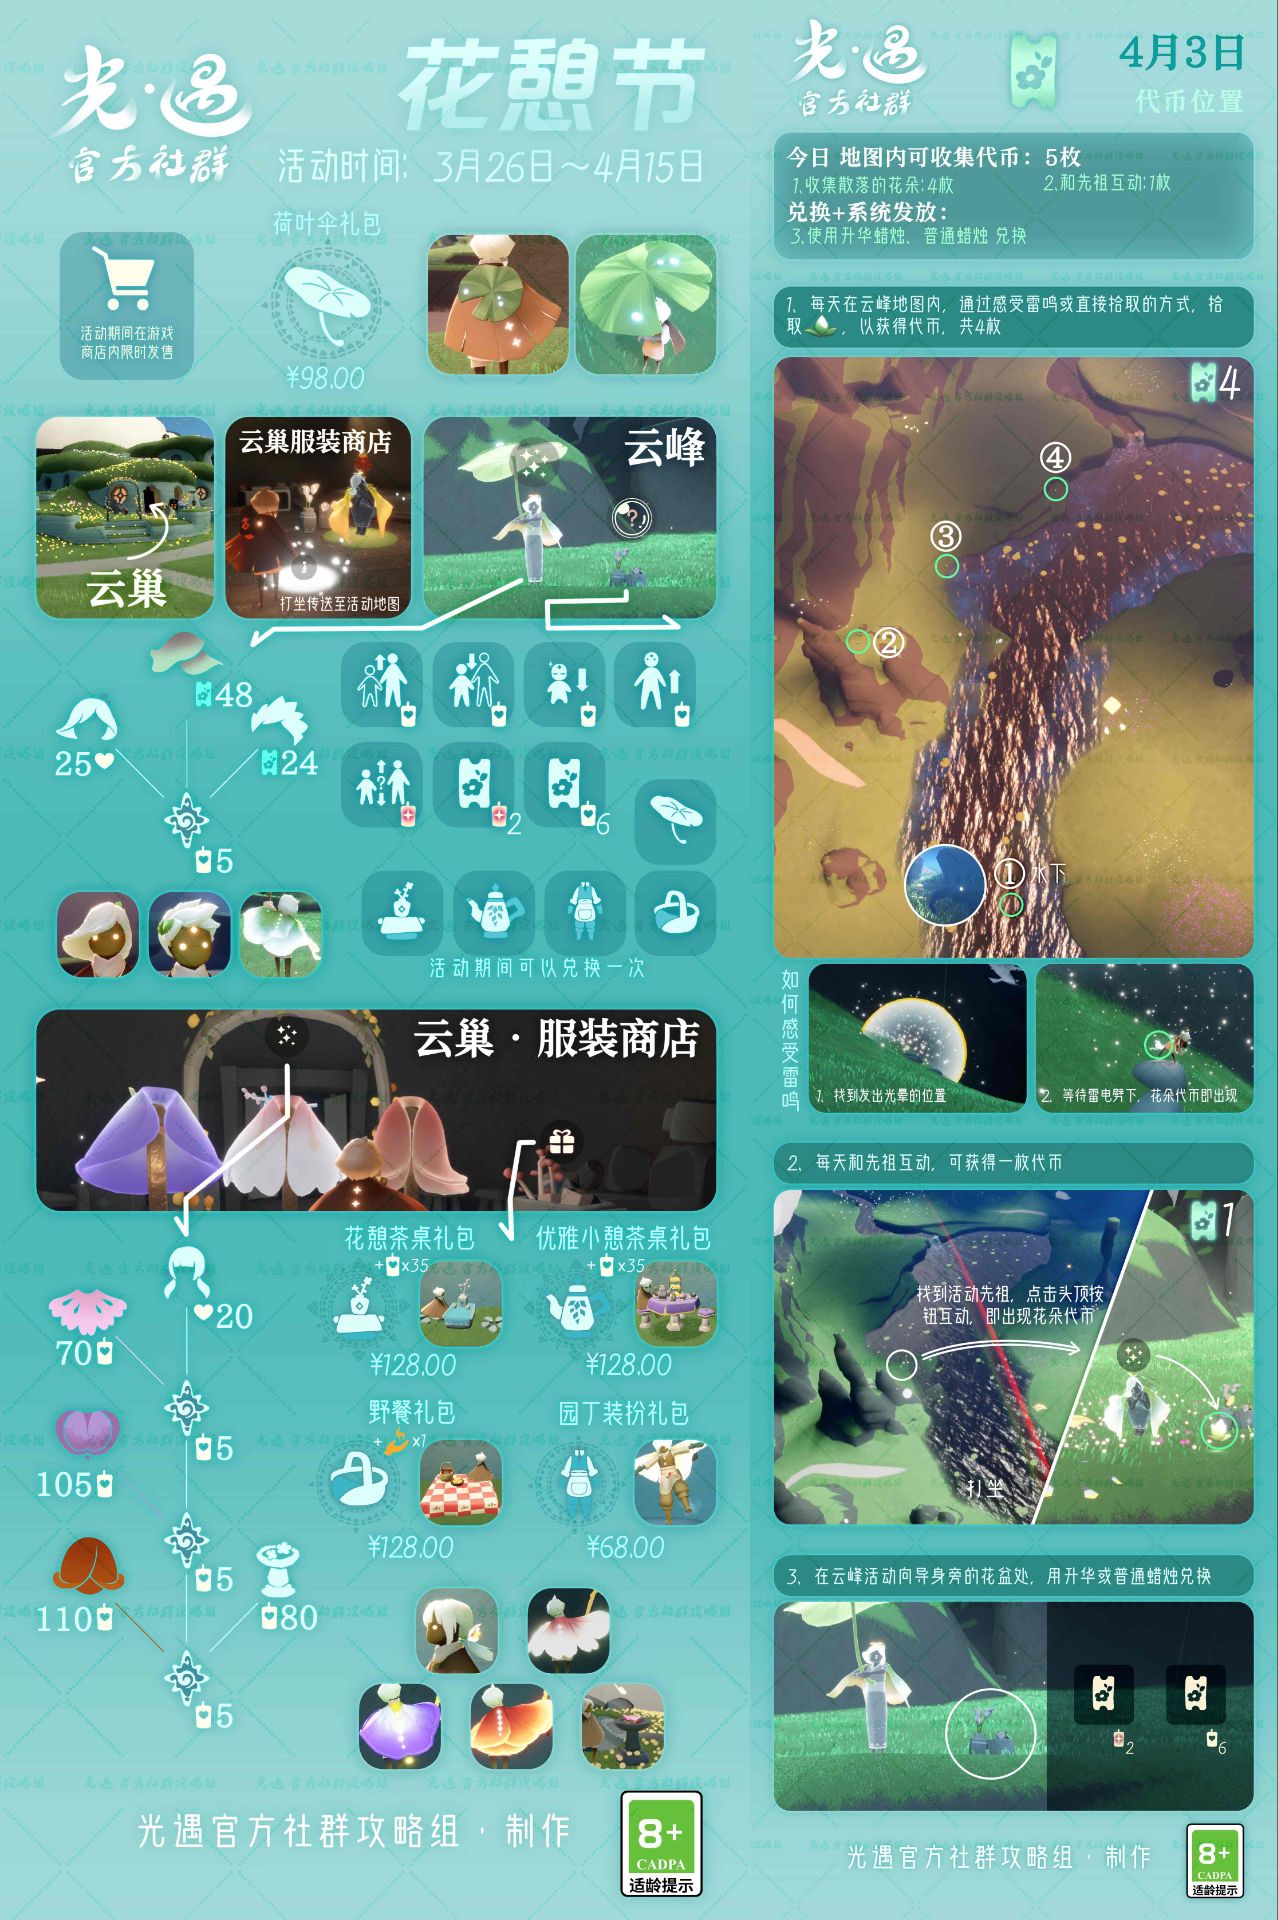 光·遇
官方社群
花憩节
活动时间：3月26日～4月15日
活动期间在游戏
商店内限时发售
荷叶伞礼包
¥98.00
云巢
云巢服装商店
打坐传送至活动地图
云峰
?
48
25
24
5
?
2
6
活动期间可以兑换一次
云巢·服装商店
20
70
5
105
5
110
80
5
花憩茶桌礼包
+ x35
¥128.00
优雅小憩茶桌礼包
+ x35
¥128.00
野餐礼包
+ x1
¥128.00
园丁装扮礼包
¥68.00
光遇官方社群攻略组·制作
8+
CADPA
适龄提示
光·遇
官方社群
4月3日
代币位置
今日 地图内可收集代币：5枚
1、收集散落的花朵:4枚
2、和先祖互动:1枚
兑换+系统发放：
3、使用升华蜡烛、普通蜡烛 兑换
1、每天在云峰地图内，通过感受雷鸣或直接拾取的方式，拾
取 ，以获得代币，共4枚
4
④
③
②
① 水下
如何感受雷鸣
1、找到发出光晕的位置
2、等待雷电劈下，花朵代币即出现
2、每天和先祖互动，可获得一枚代币
1
找到活动先祖，点击头顶按
钮互动，即出现花朵代币
打坐
3、在云峰活动向导身旁的花盆处，用升华或普通蜡烛兑换
2
6
光遇官方社群攻略组·制作
8+
CADPA
适龄提示